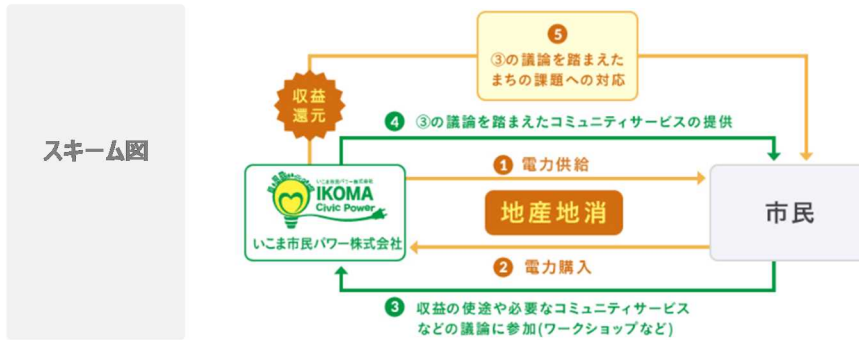 スキーム図
❺
③の議論を踏まえた
まちの課題への対応
収益
還元
❹ ③の議論を踏まえたコミュニティサービスの提供
❶ 電力供給
いこま市民パワー株式会社
IKOMA
Civic Power
いこま市民パワー株式会社
地産地消
市民
❷ 電力購入
❸ 収益の使途や必要なコミュニティサービス
などの議論に参加(ワークショップなど)